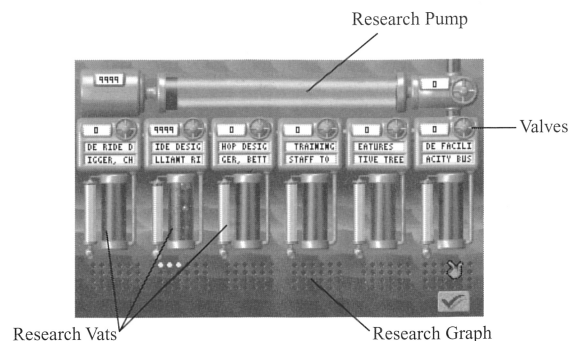 Research Pump
9999
0
Valves
0
9999
0
0
0
0
DE RIDE D
IDE DESIG
HOP DESIG
TRAINING
EATURES
DE FACILI
IGGER, CH
LLIANT RI
GER, BETT
STAFF TO
TIVE TREE
ACITY BUS
Research Vats
Research Graph